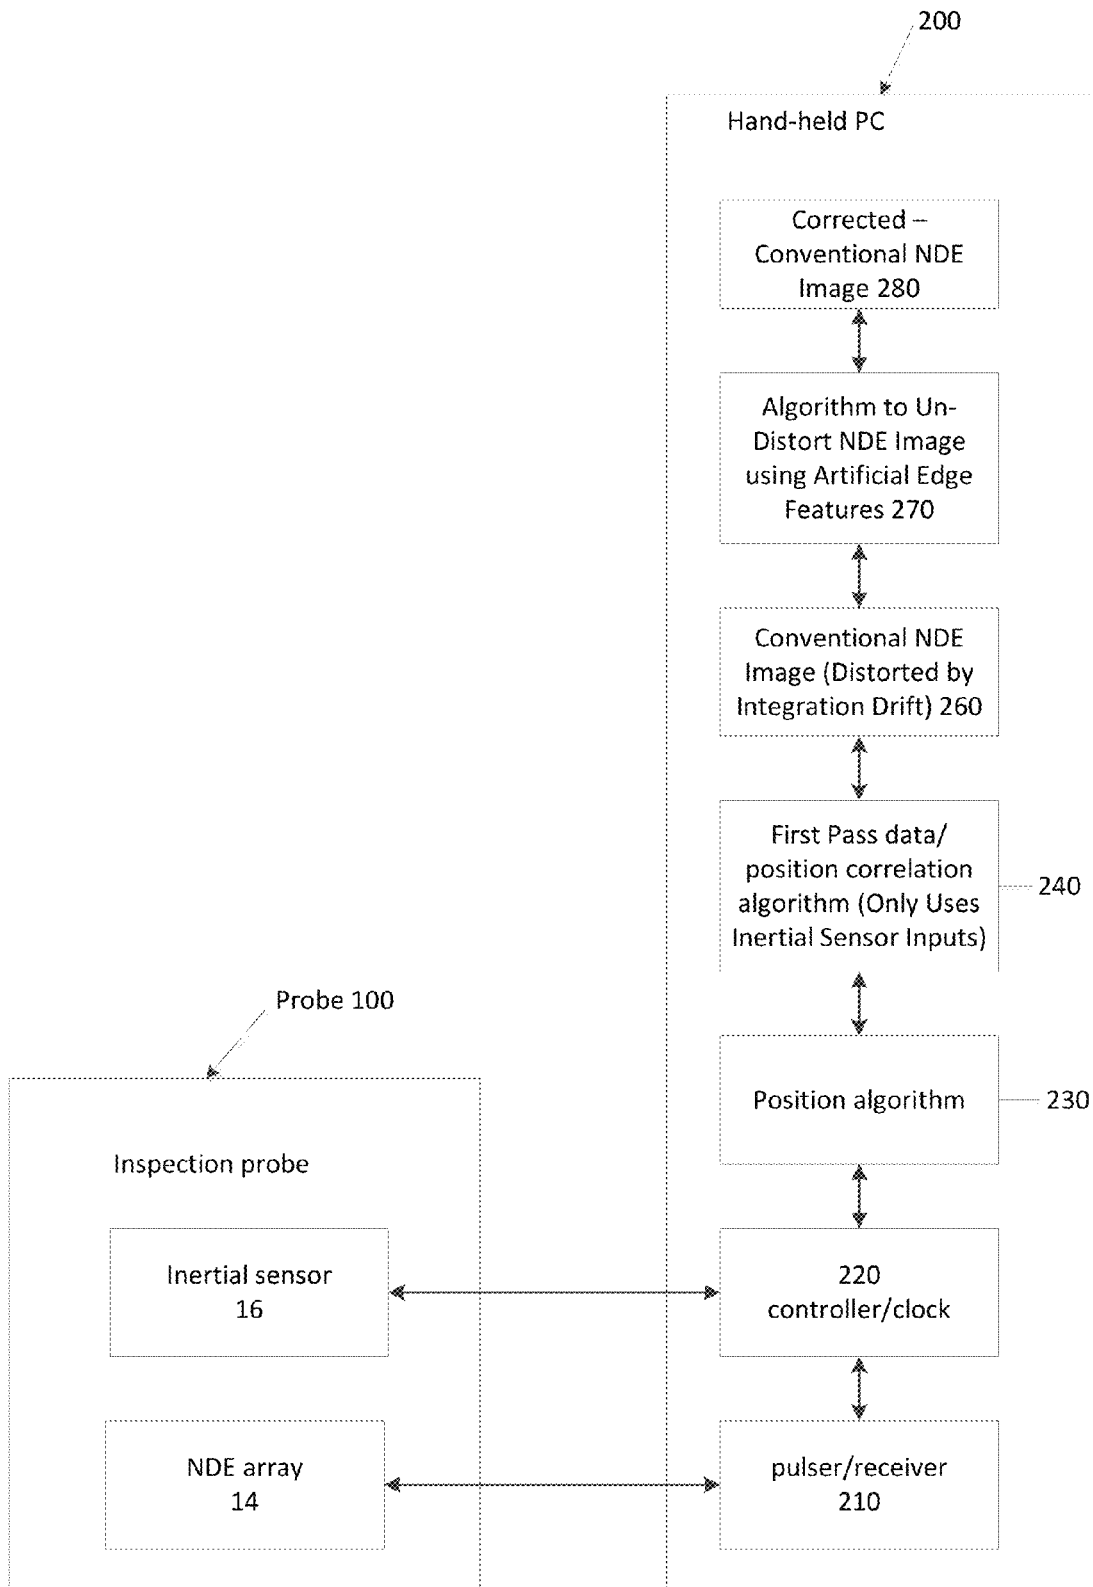 200
Hand-held PC
Corrected –
Conventional NDE
Image 280
Algorithm to Un-
Distort NDE Image
using Artificial Edge
Features 270
Conventional NDE
Image (Distorted by
Integration Drift) 260
First Pass data/
position correlation
algorithm (Only Uses
Inertial Sensor Inputs)
240
Probe 100
Position algorithm
230
Inspection probe
Inertial sensor
16
220
controller/clock
NDE array
14
pulser/receiver
210